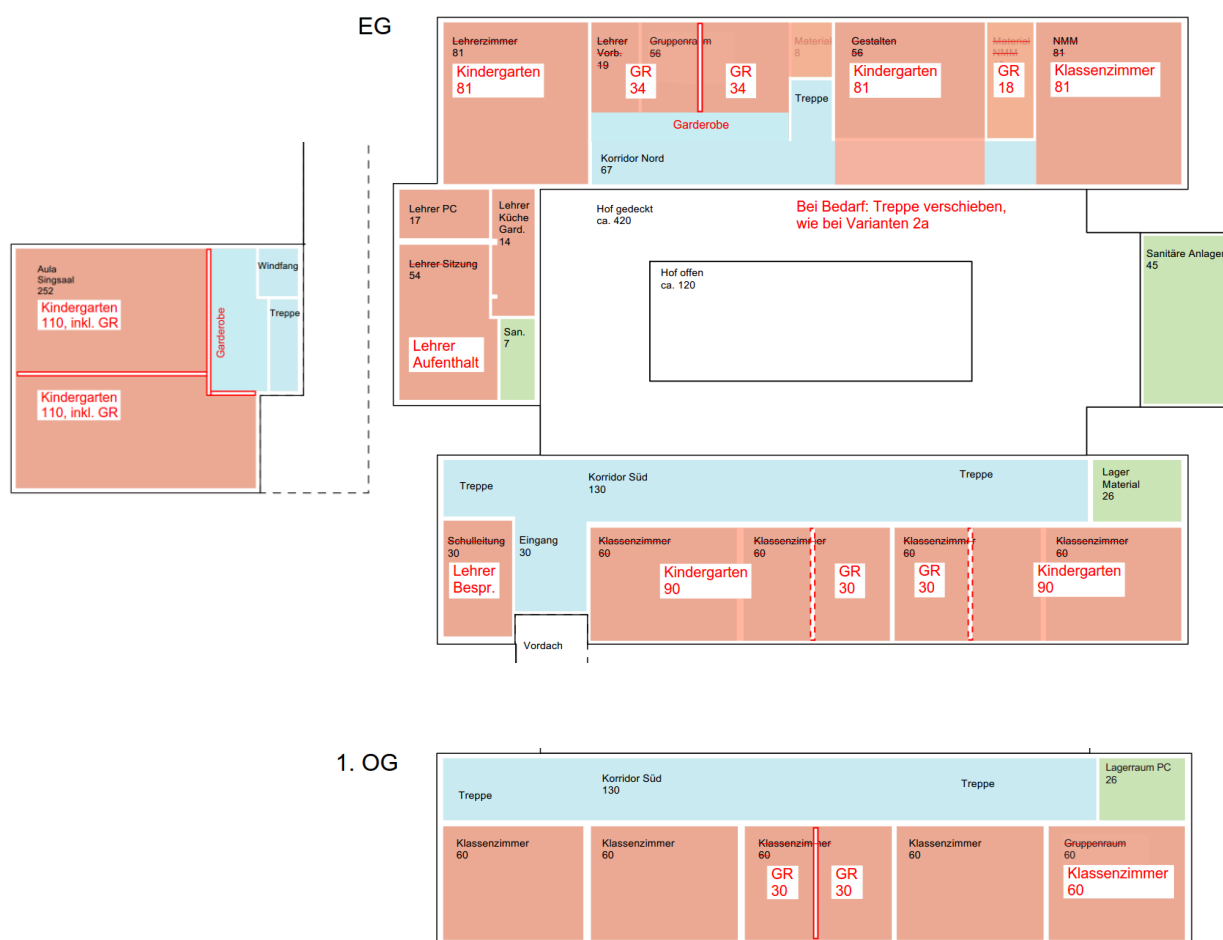 EG
Lehrerzimmer
81
Kindergarten
81
Lehrer
Vorb.
19
Gruppenraum
56
GR
34
GR
34
Material
8
Treppe
Gestalten
56
Kindergarten
81
Material
NMM
GR
18
NMM
81
Klassenzimmer
81
Garderobe
Korridor Nord
67
Lehrer PC
17
Lehrer
Küche
Gard.
14
Lehrer Sitzung
54
Lehrer
Aufenthalt
San.
7
Hof gedeckt
ca. 420
Bei Bedarf: Treppe verschieben,
wie bei Varianten 2a
Hof offen
ca. 120
Sanitäre Anlagen
45
Aula
Singsaal
252
Kindergarten
110, inkl. GR
Kindergarten
110, inkl. GR
Garderobe
Windfang
Treppe
Treppe
Korridor Süd
130
Treppe
Lager
Material
26
Schulleitung
30
Lehrer
Bespr.
Eingang
30
Klassenzimmer
60
Kindergarten
90
Klassenzimmer
60
GR
30
Klassenzimmer
60
GR
30
Klassenzimmer
60
Kindergarten
90
Vordach
1. OG
Treppe
Korridor Süd
130
Treppe
Lagerraum PC
26
Klassenzimmer
60
Klassenzimmer
60
Klassenzimmer
60
GR
30
GR
30
Klassenzimmer
60
Gruppenraum
60
Klassenzimmer
60